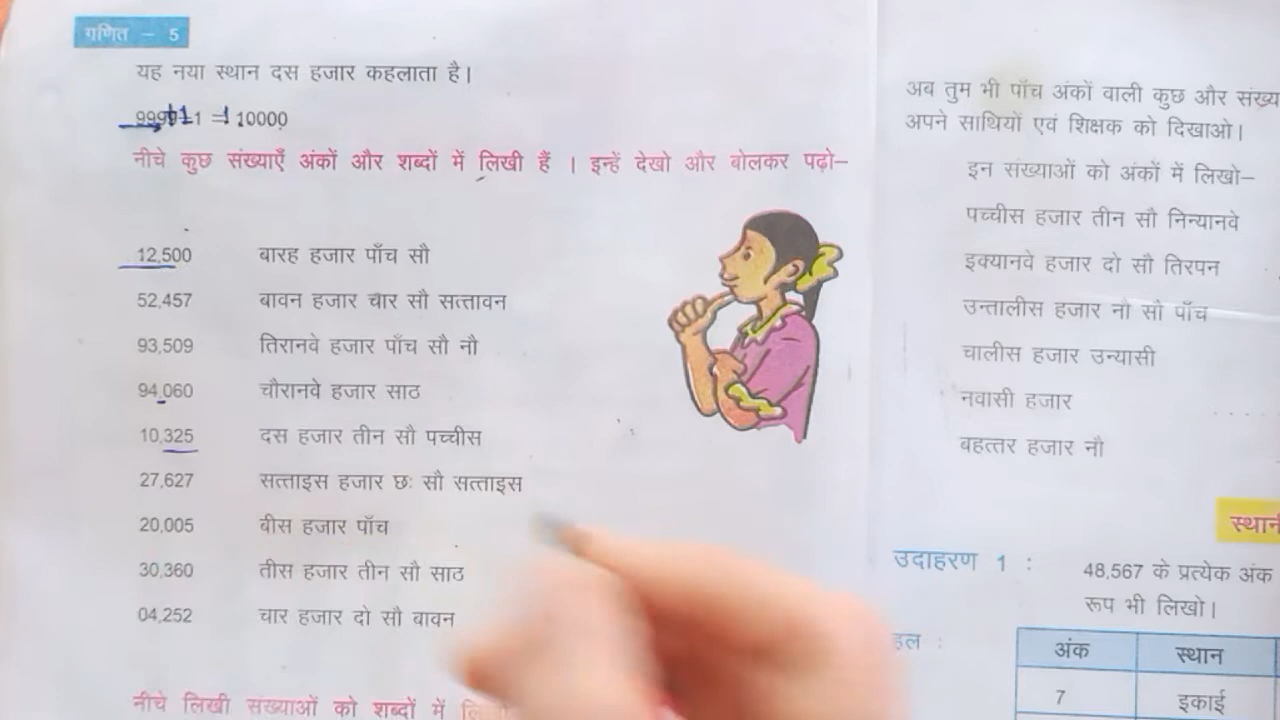 गणित – 5
यह नया स्थान दस हजार कहलाता है।
9999+1 = 10000
नीचे कुछ संख्याएँ अंकों और शब्दों में लिखी हैं । इन्हें देखो और बोलकर पढ़ो–
12,500 बारह हजार पाँच सौ
52,457 बावन हजार चार सौ सत्तावन
93,509 तिरानवे हजार पाँच सौ नौ
94,060 चौरानवे हजार साठ
10,325 दस हजार तीन सौ पच्चीस
27,627 सत्ताइस हजार छः सौ सत्ताइस
20,005 बीस हजार पाँच
30,360 तीस हजार तीन सौ साठ
04,252 चार हजार दो सौ बावन
नीचे लिखी संख्याओं को शब्दों में
अब तुम भी पाँच अंकों वाली कुछ और संख्य
अपने साथियों एवं शिक्षक को दिखाओ।
इन संख्याओं को अंकों में लिखो–
पच्चीस हजार तीन सौ निन्यानवे
इक्यानवे हजार दो सौ तिरपन
उन्तालीस हजार नौ सौ पाँच
चालीस हजार उन्यासी
नवासी हजार
बहत्तर हजार नौ
स्थानी
उदाहरण 1 : 48,567 के प्रत्येक अंक
रूप भी लिखो।
हल :
अंक स्थान
7 इकाई